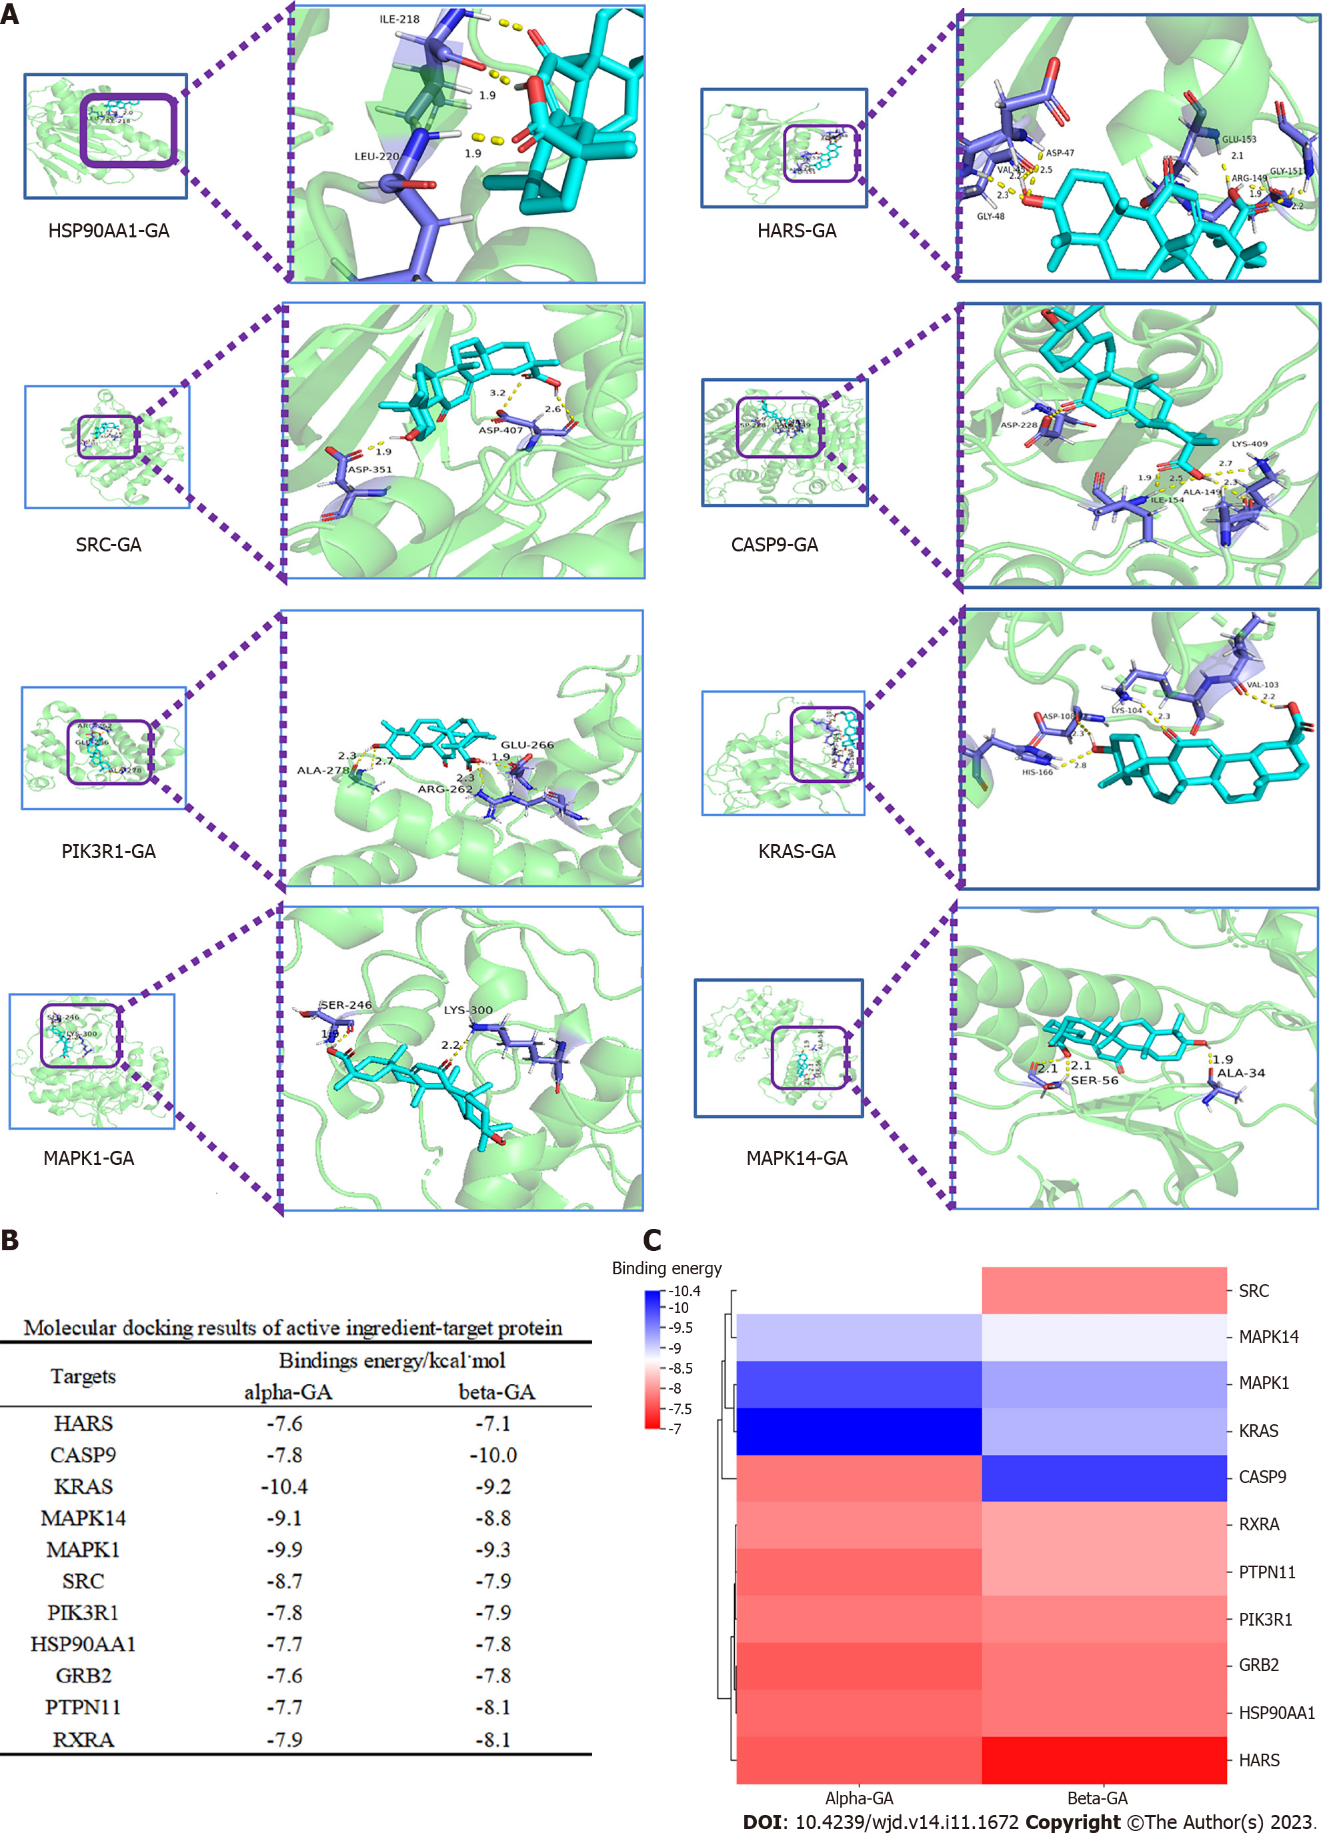 A
ILE-218
1.9
LEU-220
1.9
HSP90AA1-GA
ASP-47
VAL-45
2.2
2.5
2.3
GLY-48
GLU-153
2.1
ARG-149
GLY-151
1.9
2.2
HARS-GA
3.2
2.6
ASP-407
1.9
ASP-351
SRC-GA
ASP-228
LYS-409
2.7
1.9
2.5
2.3
ILE-154
ALA-149
CASP9-GA
2.3
2.7
ALA-278
GLU-266
1.9
2.3
ARG-262
PIK3R1-GA
VAL-103
2.2
LYS-104
2.3
ASP-108
2.3
HIS-166
2.8
KRAS-GA
SER-246
1.9
LYS-300
2.2
MAPK1-GA
2.1
2.1
SER-56
1.9
ALA-34
MAPK14-GA
B
Molecular docking results of active ingredient-target protein
Targets
Bindings energy/kcal·mol
alpha-GA beta-GA
HARS -7.6 -7.1
CASP9 -7.8 -10.0
KRAS -10.4 -9.2
MAPK14 -9.1 -8.8
MAPK1 -9.9 -9.3
SRC -8.7 -7.9
PIK3R1 -7.8 -7.9
HSP90AA1 -7.7 -7.8
GRB2 -7.6 -7.8
PTPN11 -7.7 -8.1
RXRA -7.9 -8.1
C
Binding energy
-10.4
-10
-9.5
-9
-8.5
-8
-7.5
-7
SRC
MAPK14
MAPK1
KRAS
CASP9
RXRA
PTPN11
PIK3R1
GRB2
HSP90AA1
HARS
Alpha-GA Beta-GA
DOI: 10.4239/wjd.v14.i11.1672 Copyright ©The Author(s) 2023.